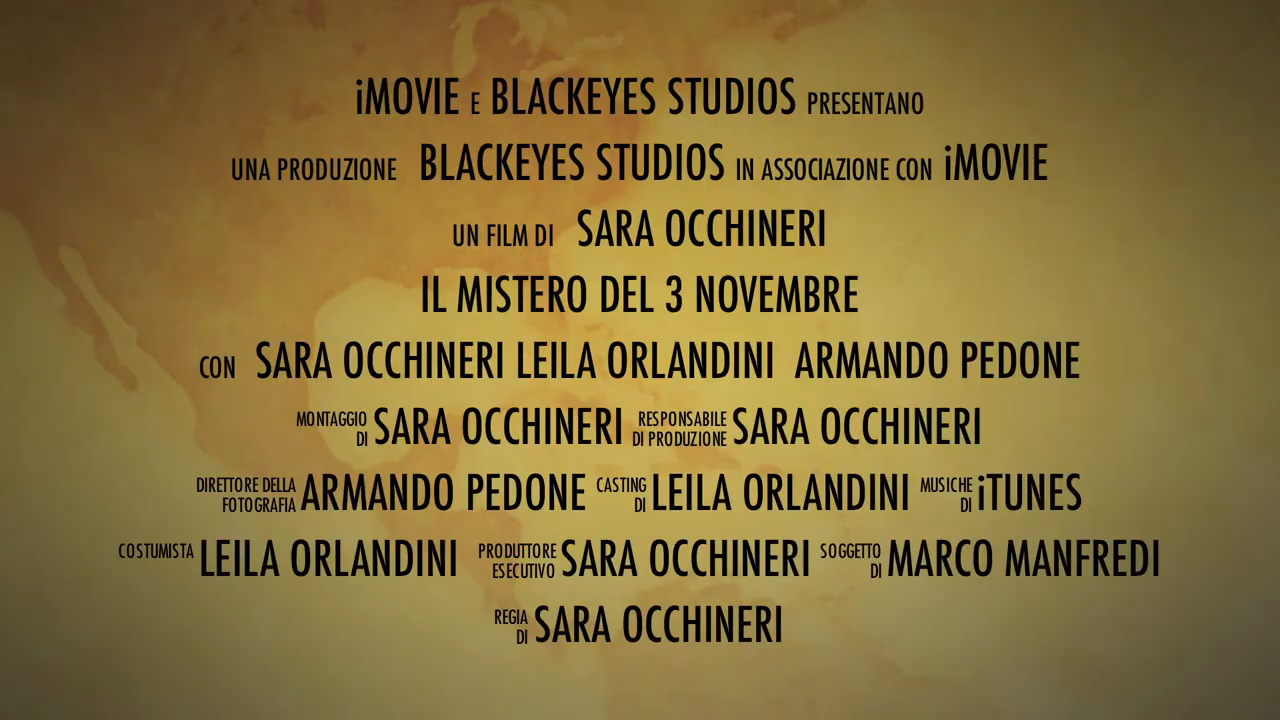 iMOVIE E BLACKEYES STUDIOS PRESENTANO
UNA PRODUZIONE BLACKEYES STUDIOS IN ASSOCIAZIONE CON iMOVIE
UN FILM DI SARA OCCHINERI
IL MISTERO DEL 3 NOVEMBRE
CON SARA OCCHINERI LEILA ORLANDINI ARMANDO PEDONE
MONTAGGIO DI SARA OCCHINERI RESPONSABILE DI PRODUZIONE SARA OCCHINERI
DIRETTORE DELLA FOTOGRAFIA ARMANDO PEDONE CASTING DI LEILA ORLANDINI MUSICHE DI iTUNES
COSTUMISTA LEILA ORLANDINI PRODUTTORE ESECUTIVO SARA OCCHINERI SOGGETTO DI MARCO MANFREDI
REGIA DI SARA OCCHINERI